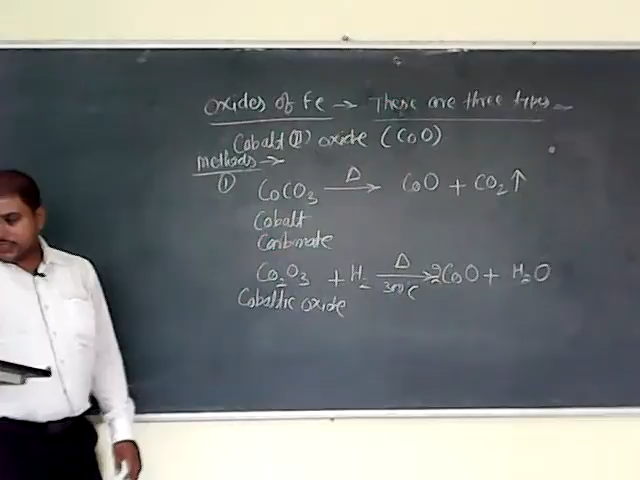 Oxides of Fe → These are three types
Cobalt (II) oxide (CoO)
Methods →
(1) CoCO₃ —Δ→ CoO + CO₂ ↑
Cobalt
Carbonate
Co₂O₃ + H₂ —Δ 300°C→ 2CoO + H₂O
Cobaltic oxide